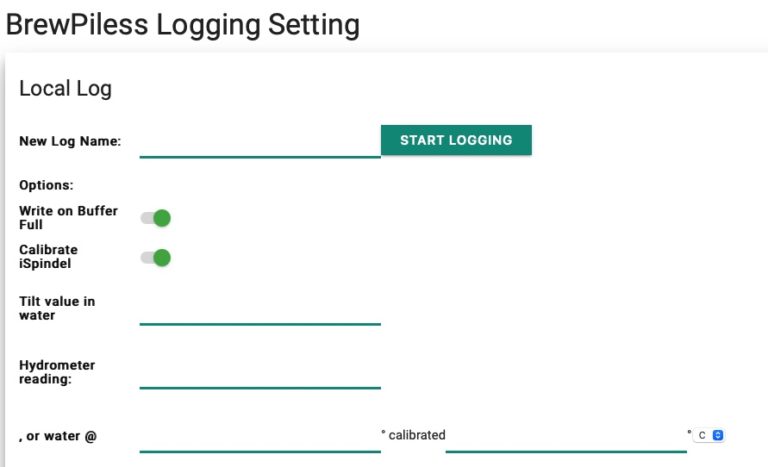 BrewPiless Logging Setting
Local Log
New Log Name:
START LOGGING
Options:
Write on Buffer
Full
Calibrate
iSpindel
Tilt value in
water
Hydrometer
reading:
, or water @
° calibrated
° C